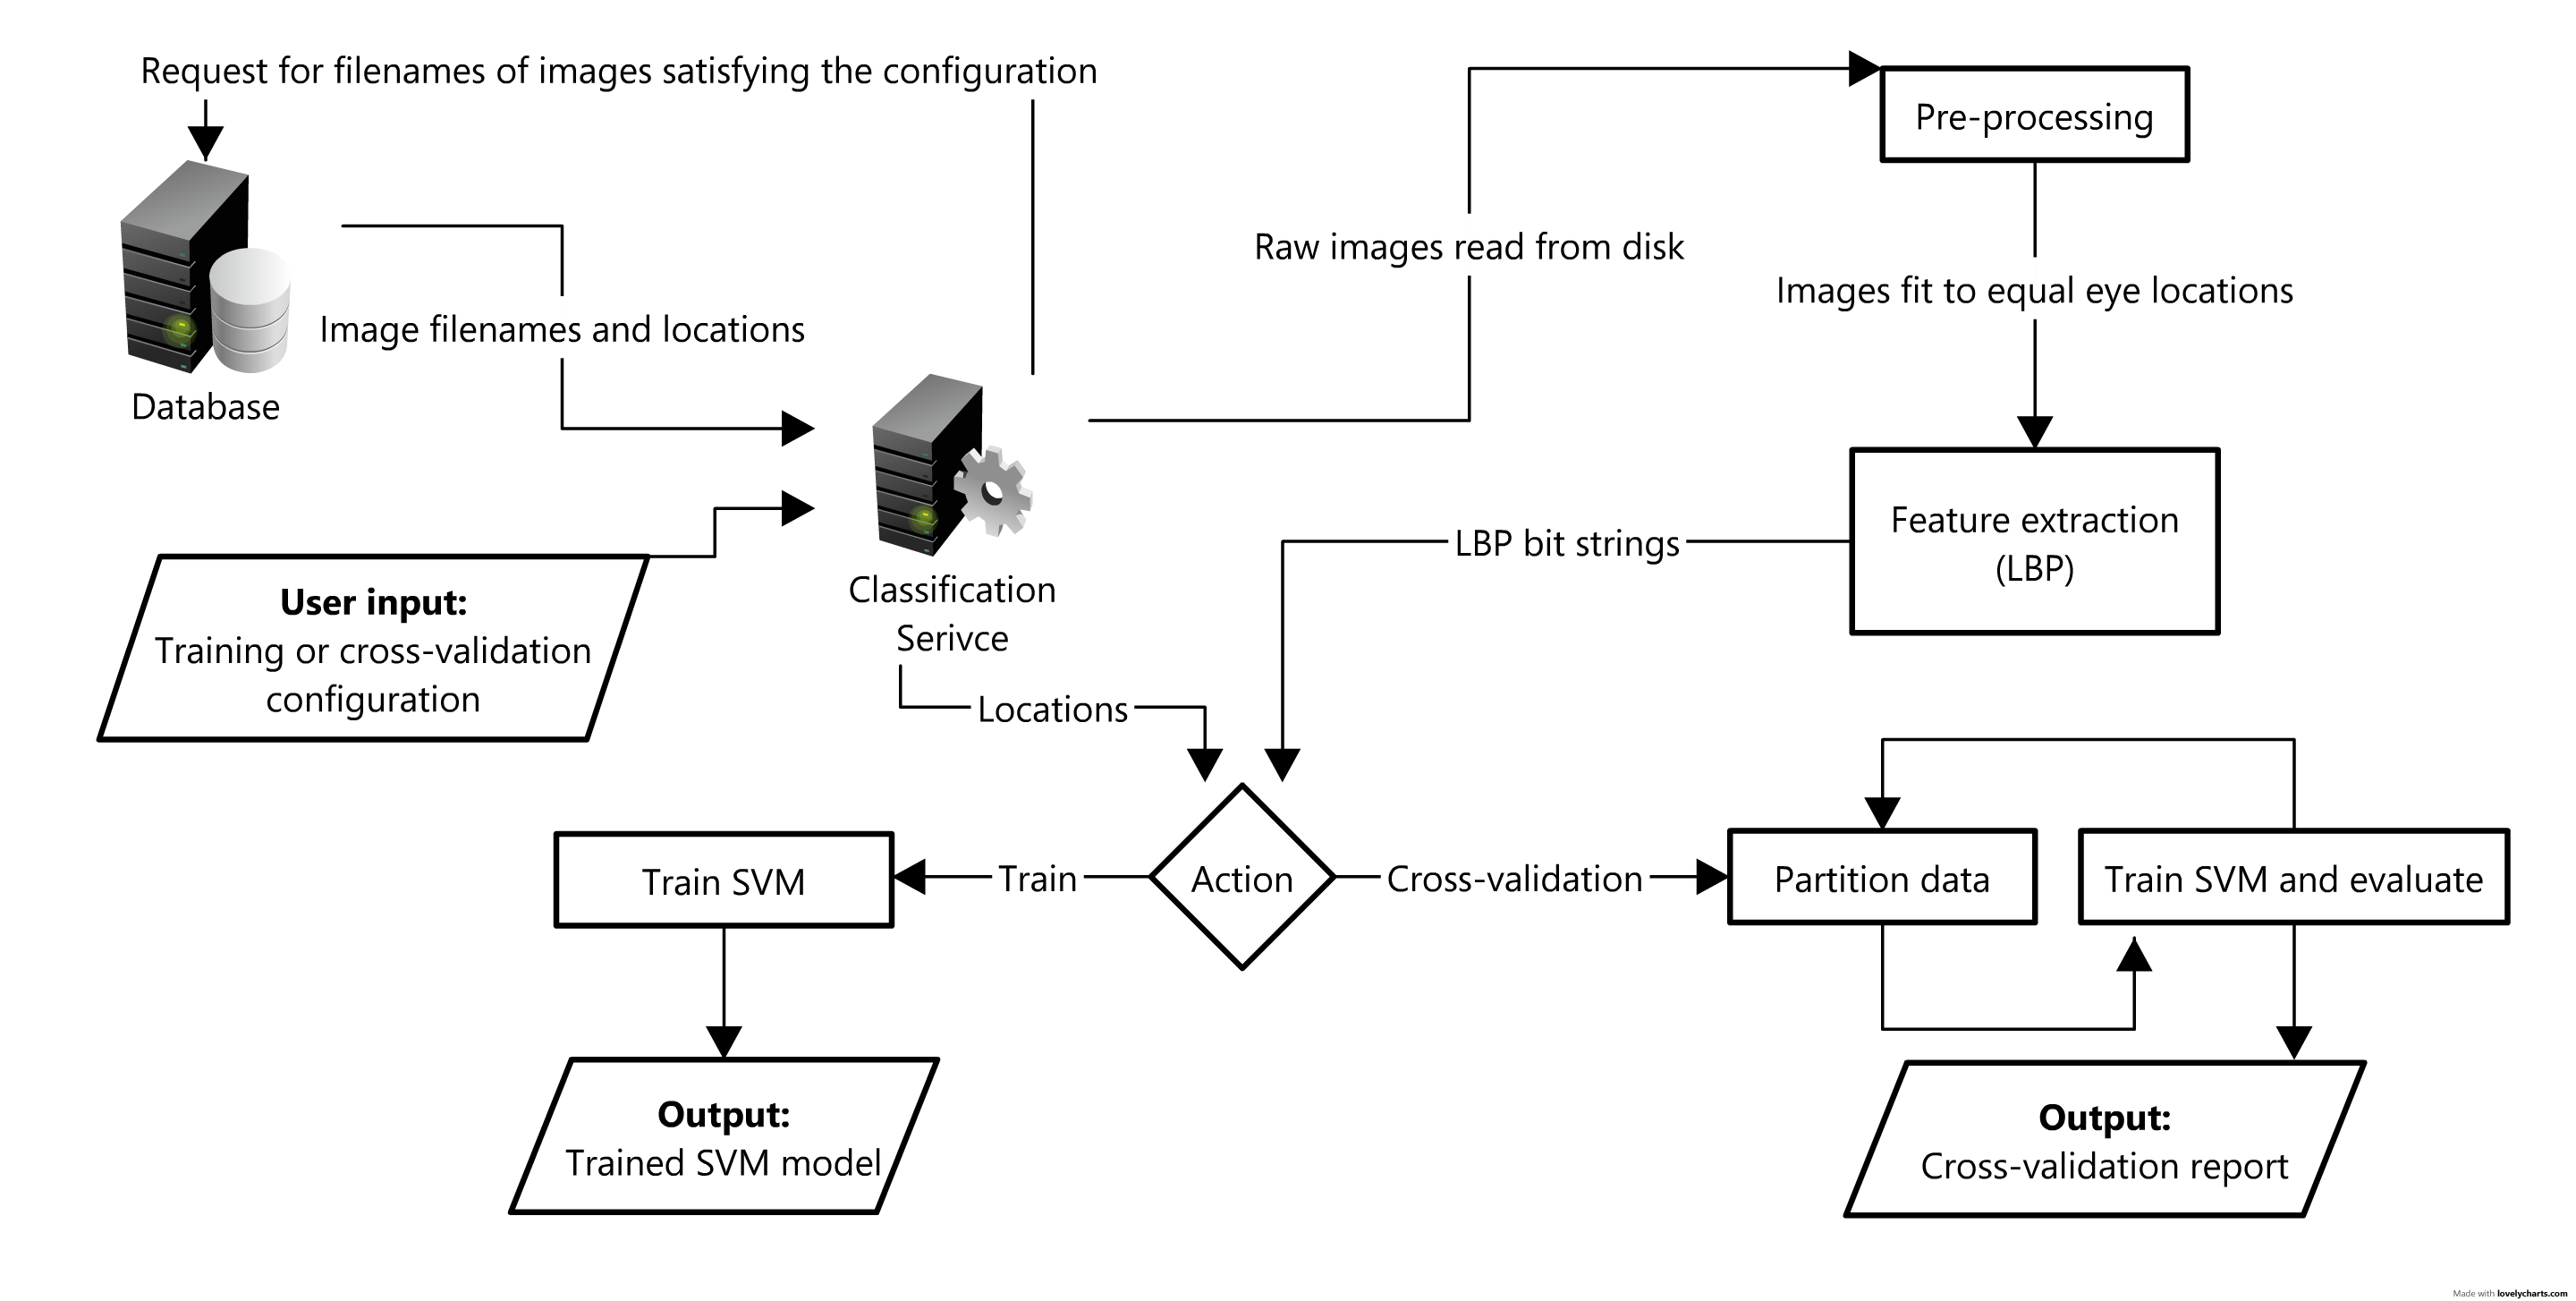 Request for filenames of images satisfying the configuration
Pre-processing
Raw images read from disk
Images fit to equal eye locations
Image filenames and locations
Database
Feature extraction
(LBP)
LBP bit strings
Classification
Serivce
User input:
Training or cross-validation
configuration
Locations
Train SVM
Train
Action
Cross-validation
Partition data
Train SVM and evaluate
Output:
Trained SVM model
Output:
Cross-validation report
Made with lovelycharts.com